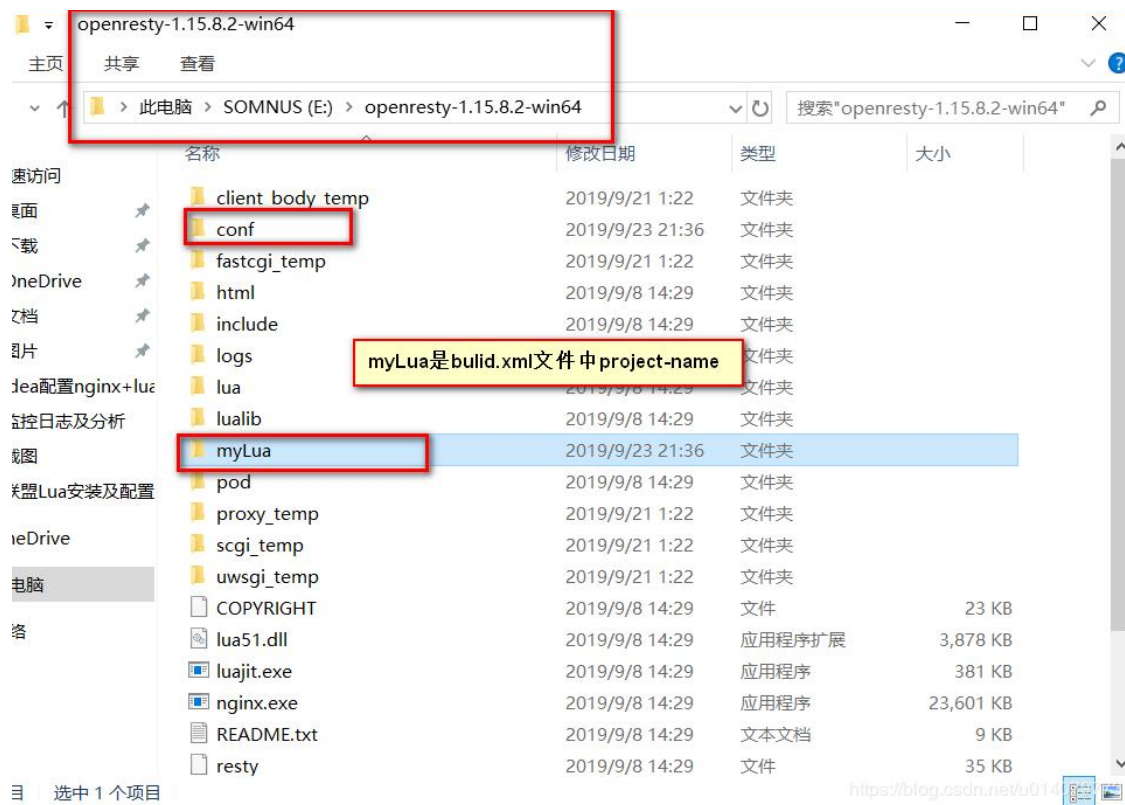 openresty-1.15.8.2-win64
主页 共享 查看
此电脑 SOMNUS (E:) openresty-1.15.8.2-win64 搜索"openresty-1.15.8.2-win64"
名称 修改日期 类型 大小
速访问
桌面
下载
OneDrive
文档
图片
idea配置nginx+lua
监控日志及分析
截图
联盟Lua安装及配置
neDrive
电脑
络
client_body_temp 2019/9/21 1:22 文件夹
conf 2019/9/23 21:36 文件夹
fastcgi_temp 2019/9/21 1:22 文件夹
html 2019/9/8 14:29 文件夹
include 2019/9/8 14:29 文件夹
logs 文件夹
myLua是bulid.xml文件中project-name
lua 2019/9/8 14:29 文件夹
lualib 2019/9/8 14:29 文件夹
myLua 2019/9/23 21:36 文件夹
pod 2019/9/8 14:29 文件夹
proxy_temp 2019/9/21 1:22 文件夹
scgi_temp 2019/9/21 1:22 文件夹
uwsgi_temp 2019/9/21 1:22 文件夹
COPYRIGHT 2019/9/8 14:29 文件 23 KB
lua51.dll 2019/9/8 14:29 应用程序扩展 3,878 KB
luajit.exe 2019/9/8 14:29 应用程序 381 KB
nginx.exe 2019/9/8 14:29 应用程序 23,601 KB
README.txt 2019/9/8 14:29 文本文档 9 KB
resty 2019/9/8 14:29 文件 35 KB
目 选中 1 个项目